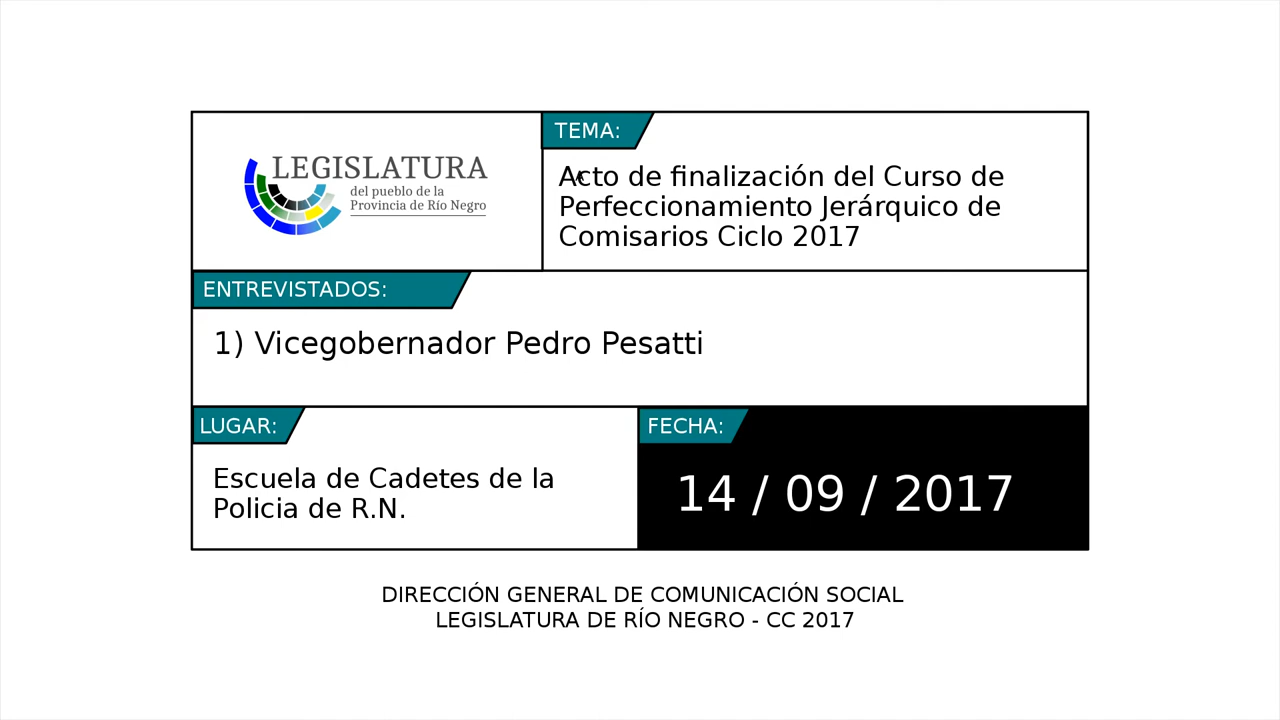 LEGISLATURA
del pueblo de la
Provincia de Río Negro
TEMA:
Acto de finalización del Curso de
Perfeccionamiento Jerárquico de
Comisarios Ciclo 2017
ENTREVISTADOS:
1) Vicegobernador Pedro Pesatti
LUGAR:
Escuela de Cadetes de la
Policia de R.N.
FECHA:
14 / 09 / 2017
DIRECCIÓN GENERAL DE COMUNICACIÓN SOCIAL
LEGISLATURA DE RÍO NEGRO - CC 2017